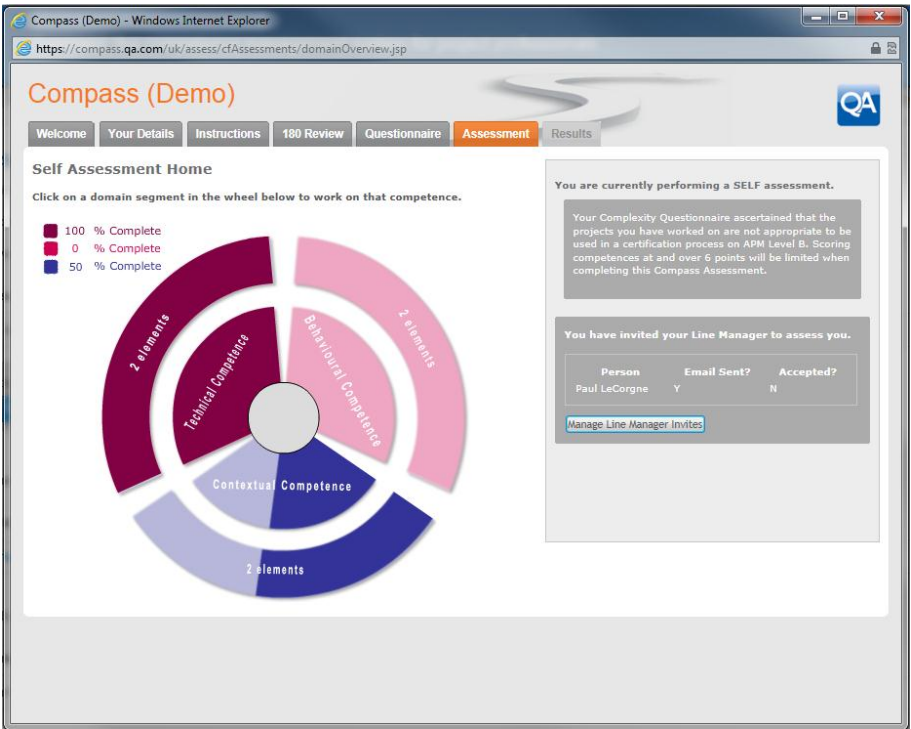 Compass (Demo) - Windows Internet Explorer
https://compass.qa.com/uk/assess/cfAssessments/domainOverview.jsp
Compass (Demo)
QA
Welcome Your Details Instructions 180 Review Questionnaire Assessment Results
Self Assessment Home
Click on a domain segment in the wheel below to work on that competence.
100 % Complete
0 % Complete
50 % Complete
2 elements
Technical Competence
Behavioural Competence
2 elements
Contextual Competence
2 elements
You are currently performing a SELF assessment.
Your Complexity Questionnaire ascertained that the
projects you have worked on are not appropriate to be
used in a certification process on APM Level B. Scoring
competences at and over 6 points will be limited when
completing this Compass Assessment.
You have invited your Line Manager to assess you.
Person Email Sent? Accepted?
Paul LeCorgne Y N
Manage Line Manager Invites